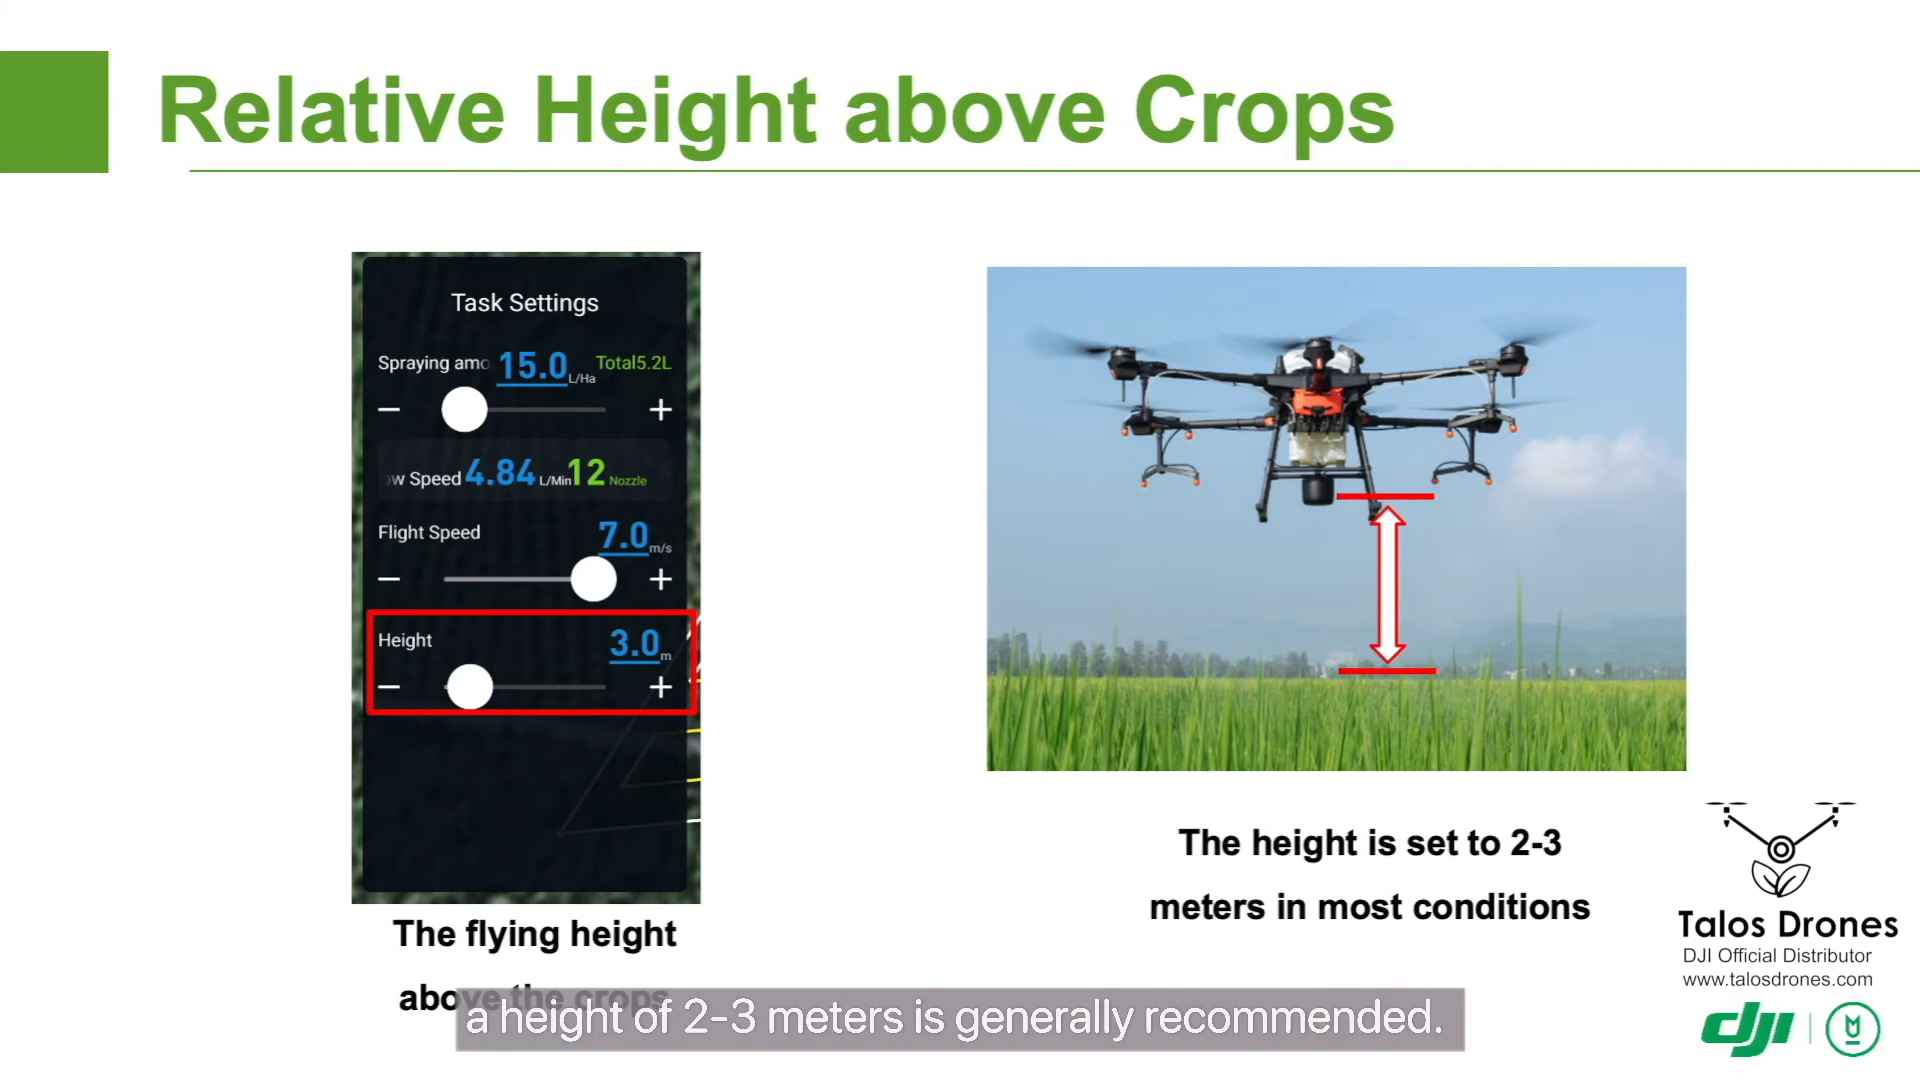 Relative Height above Crops
Task Settings
Spraying amo 15.0 L/Ha Total5.2L
− +
w Speed 4.84 L/Min 12 Nozzle
Flight Speed 7.0 m/s
− +
Height 3.0 m
− +
The flying height
above the crops
The height is set to 2-3
meters in most conditions
Talos Drones
DJI Official Distributor
www.talosdrones.com
dji
a height of 2-3 meters is generally recommended.